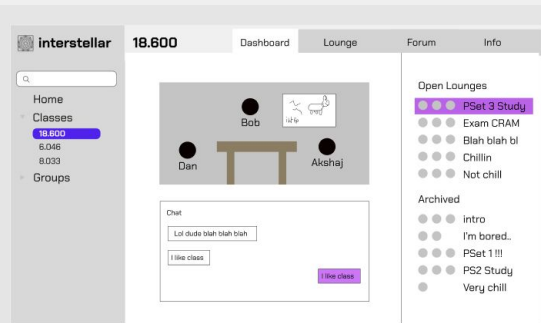 interstellar
18.600
Dashboard Lounge Forum Info
Home
Classes
18.600
6.046
8.033
Groups
Bob
Dan
Akshaj
Chat
Lol dude blah blah blah
I like class
I like class
Open Lounges
PSet 3 Study
Exam CRAM
Blah blah bl
Chillin
Not chill
Archived
intro
I'm bored..
PSet 1 !!!
PS2 Study
Very chill